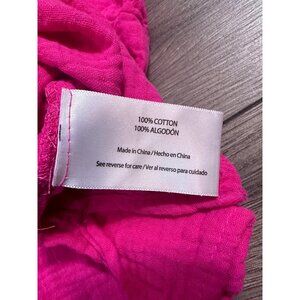 100% COTTON
100% ALGODÓN
Made in China / Hecho en China
See reverse for care / Ver al reverso para cuidado